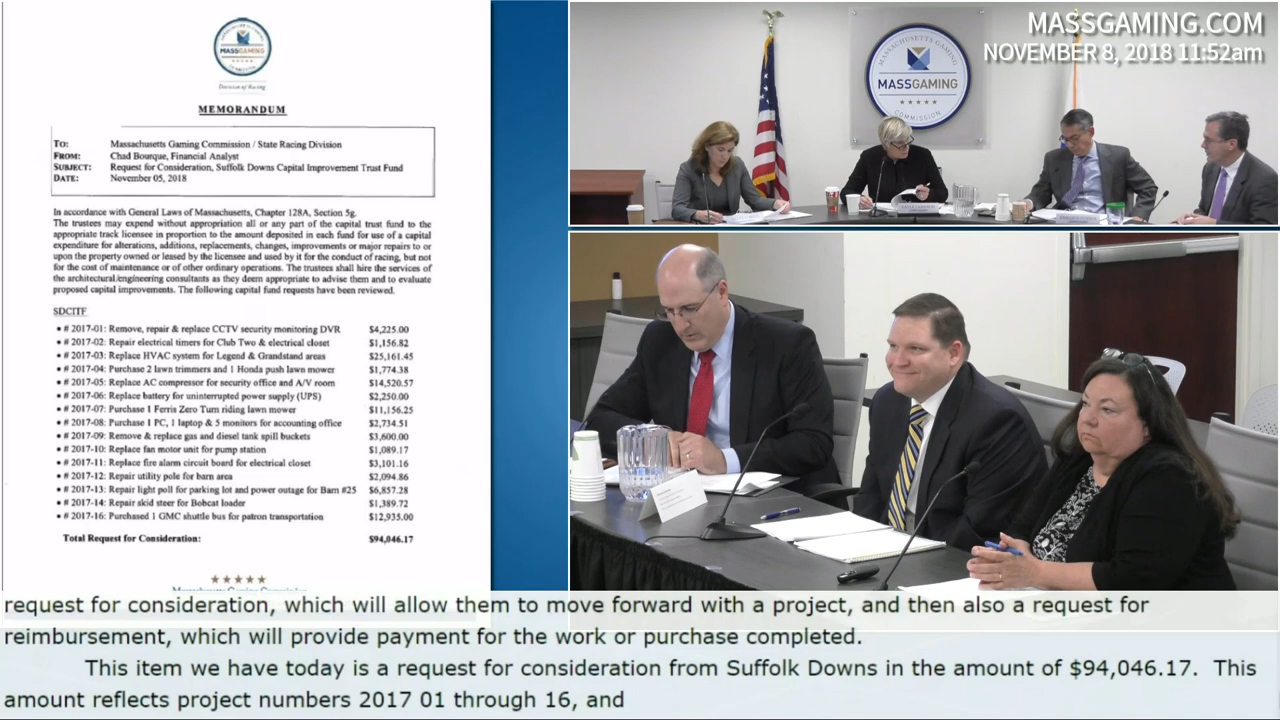 MASSGAMING
Division of Racing
MEMORANDUM
TO: Massachusetts Gaming Commission / State Racing Division
FROM: Chad Bourque, Financial Analyst
SUBJECT: Request for Consideration, Suffolk Downs Capital Improvement Trust Fund
DATE: November 05, 2018
In accordance with General Laws of Massachusetts, Chapter 128A, Section 5g.
The trustees may expend without appropriation all or any part of the capital trust fund to the
appropriate track licensee in proportion to the amount deposited in each fund for use of a capital
expenditure for alterations, additions, replacements, changes, improvements or major repairs to or
upon the property owned or leased by the licensee and used by it for the conduct of racing, but not
for the cost of maintenance or of other ordinary operations. The trustees shall hire the services of
the architectural/engineering consultants as they deem appropriate to advise them and to evaluate
proposed capital improvements. The following capital fund requests have been reviewed.
SDCITF
• # 2017-01: Remove, repair & replace CCTV security monitoring DVR $4,225.00
• # 2017-02: Repair electrical timers for Club Two & electrical closet $1,156.82
• # 2017-03: Replace HVAC system for Legend & Grandstand areas $25,161.45
• # 2017-04: Purchase 2 lawn trimmers and 1 Honda push lawn mower $1,774.38
• # 2017-05: Replace AC compressor for security office and A/V room $14,520.57
• # 2017-06: Replace battery for uninterrupted power supply (UPS) $2,250.00
• # 2017-07: Purchase 1 Ferris Zero Turn riding lawn mower $11,156.25
• # 2017-08: Purchase 1 PC, 1 laptop & 5 monitors for accounting office $2,734.51
• # 2017-09: Remove & replace gas and diesel tank spill buckets $3,600.00
• # 2017-10: Replace fan motor unit for pump station $1,089.17
• # 2017-11: Replace fire alarm circuit board for electrical closet $3,101.16
• # 2017-12: Repair utility pole for barn area $2,094.86
• # 2017-13: Repair light poll for parking lot and power outage for Barn #25 $6,857.28
• # 2017-14: Repair skid steer for Bobcat loader $1,389.72
• # 2017-16: Purchased 1 GMC shuttle bus for patron transportation $12,935.00
Total Request for Consideration: $94,046.17
MASSGAMING.COM
NOVEMBER 8, 2018 11:52am
MASSACHUSETTS GAMING
MASSGAMING
COMMISSION
request for consideration, which will allow them to move forward with a project, and then also a request for
reimbursement, which will provide payment for the work or purchase completed.
This item we have today is a request for consideration from Suffolk Downs in the amount of $94,046.17. This
amount reflects project numbers 2017 01 through 16, and